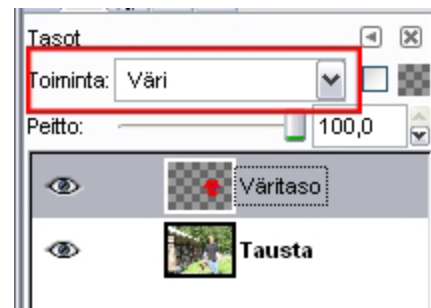 Tasot
Toiminta: Väri
Peitto: 100,0
Väritaso
Tausta